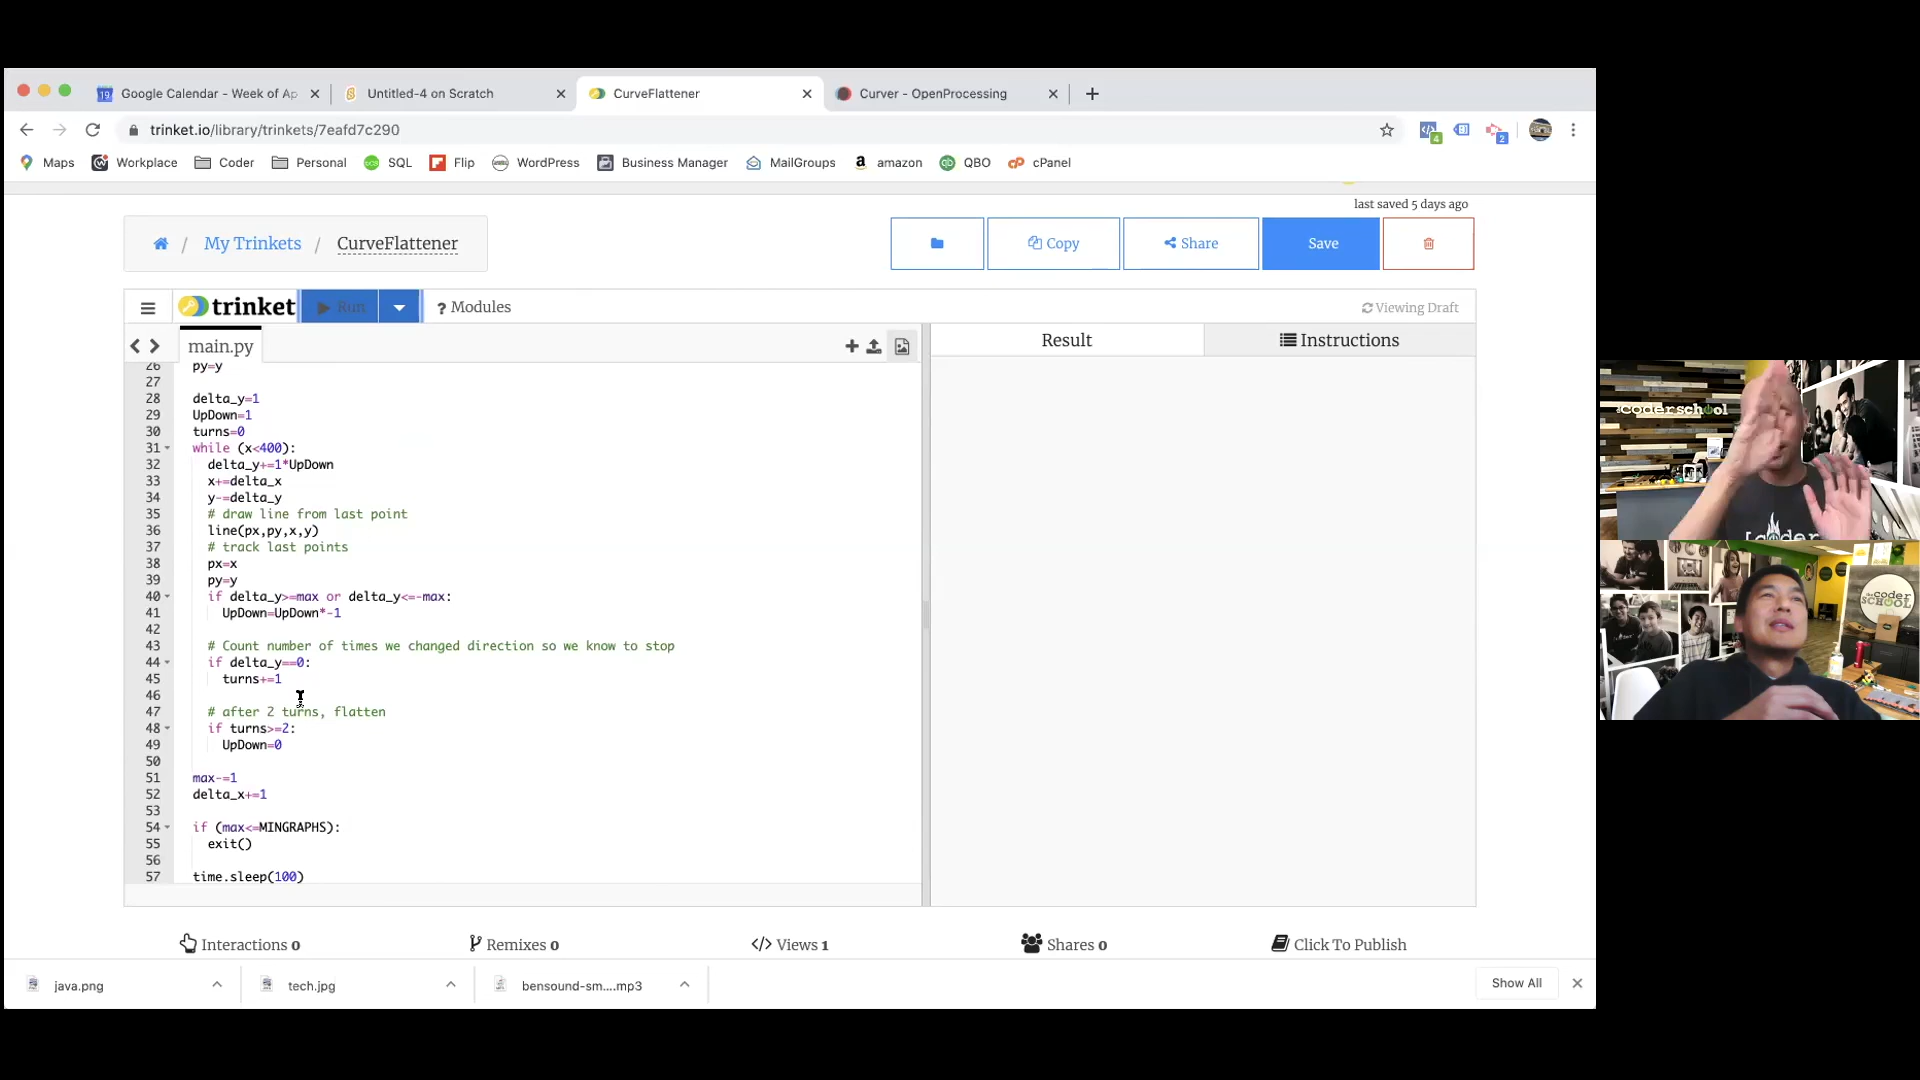 Google Calendar - Week of Ap
Untitled-4 on Scratch
CurveFlattener
Curver - OpenProcessing
trinket.io/library/trinkets/7eafd7c290
4
2
Maps
Workplace
Coder
Personal
SQL
Flip
WordPress
Business Manager
MailGroups
amazon
QBO
cPanel
last saved 5 days ago
/ My Trinkets / CurveFlattener
Copy
Share
Save
trinket
Run
? Modules
Viewing Draft
main.py
Result
Instructions
26 py=y
27
28 delta_y=1
29 UpDown=1
30 turns=0
31 while (x<400):
32 delta_y+=1*UpDown
33 x+=delta_x
34 y-=delta_y
35 # draw line from last point
36 line(px,py,x,y)
37 # track last points
38 px=x
39 py=y
40 if delta_y>=max or delta_y<=-max:
41 UpDown=UpDown*-1
42
43 # Count number of times we changed direction so we know to stop
44 if delta_y==0:
45 turns+=1
46
47 # after 2 turns, flatten
48 if turns>=2:
49 UpDown=0
50
51 max-=1
52 delta_x+=1
53
54 if (max<=MINGRAPHS):
55 exit()
56
57 time.sleep(100)
Interactions 0
Remixes 0
</> Views 1
Shares 0
Click To Publish
java.png
tech.jpg
bensound-sm....mp3
Show All
coderschool
coder
SCHOOL